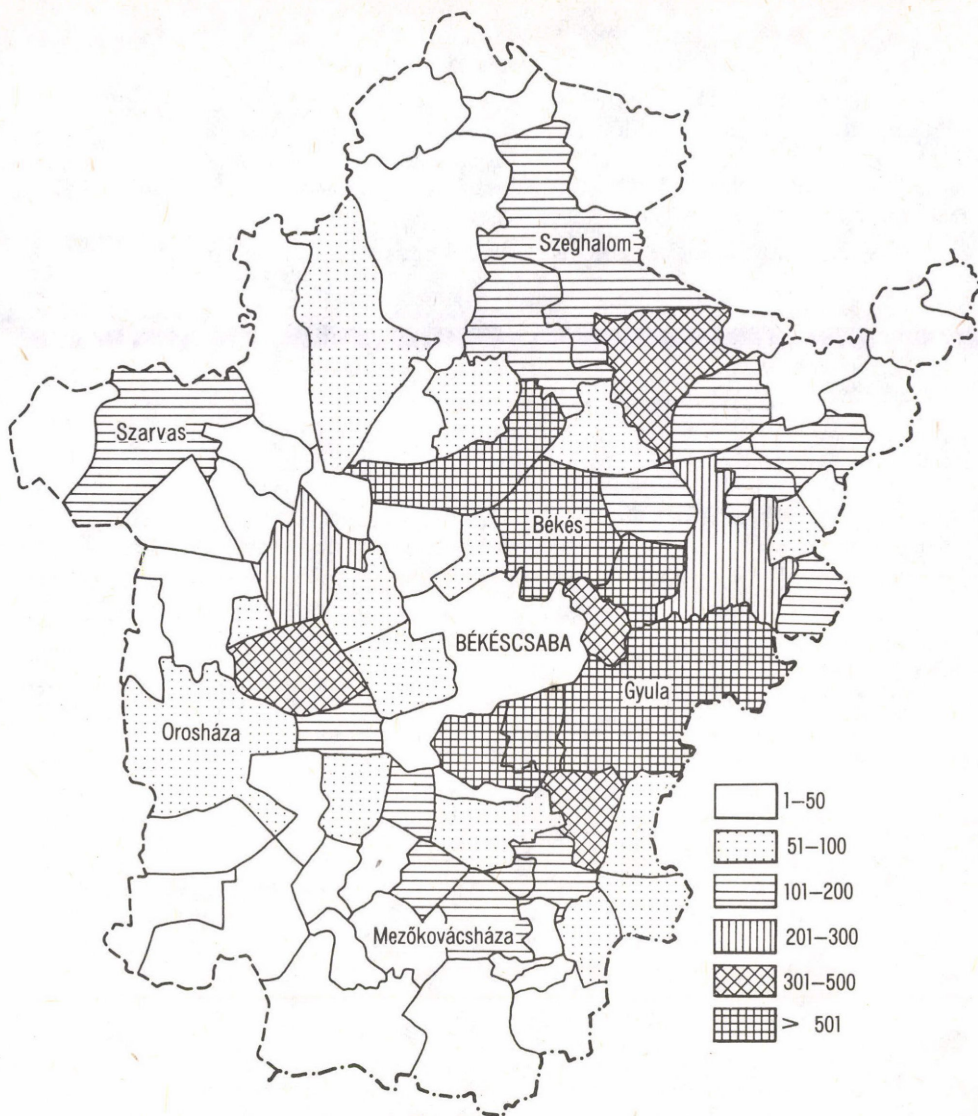 Szeghalom
Szarvas
Békés
BÉKÉSCSABA
Gyula
Orosháza
Mezőkovácsháza
1–50
51–100
101–200
201–300
301–500
> 501